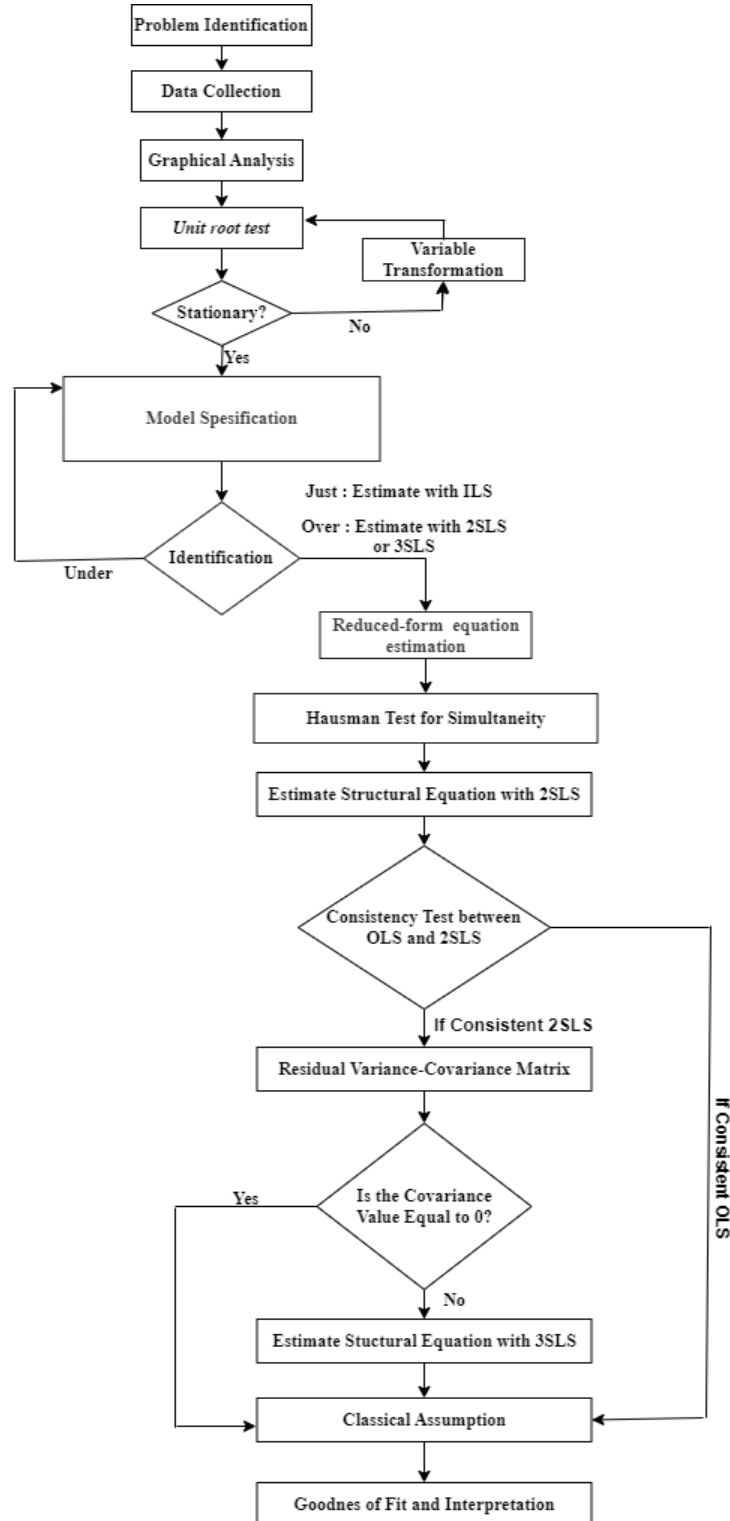 Problem Identification
Data Collection
Graphical Analysis
Unit root test
Variable
Transformation
Stationary?
No
Yes
Model Spesification
Just : Estimate with ILS
Over : Estimate with 2SLS
or 3SLS
Identification
Under
Reduced-form equation
estimation
Hausman Test for Simultaneity
Estimate Structural Equation with 2SLS
Consistency Test between
OLS and 2SLS
If Consistent 2SLS
Residual Variance-Covariance Matrix
If Consistent OLS
Yes
Is the Covariance
Value Equal to 0?
No
Estimate Stuctural Equation with 3SLS
Classical Assumption
Goodnes of Fit and Interpretation